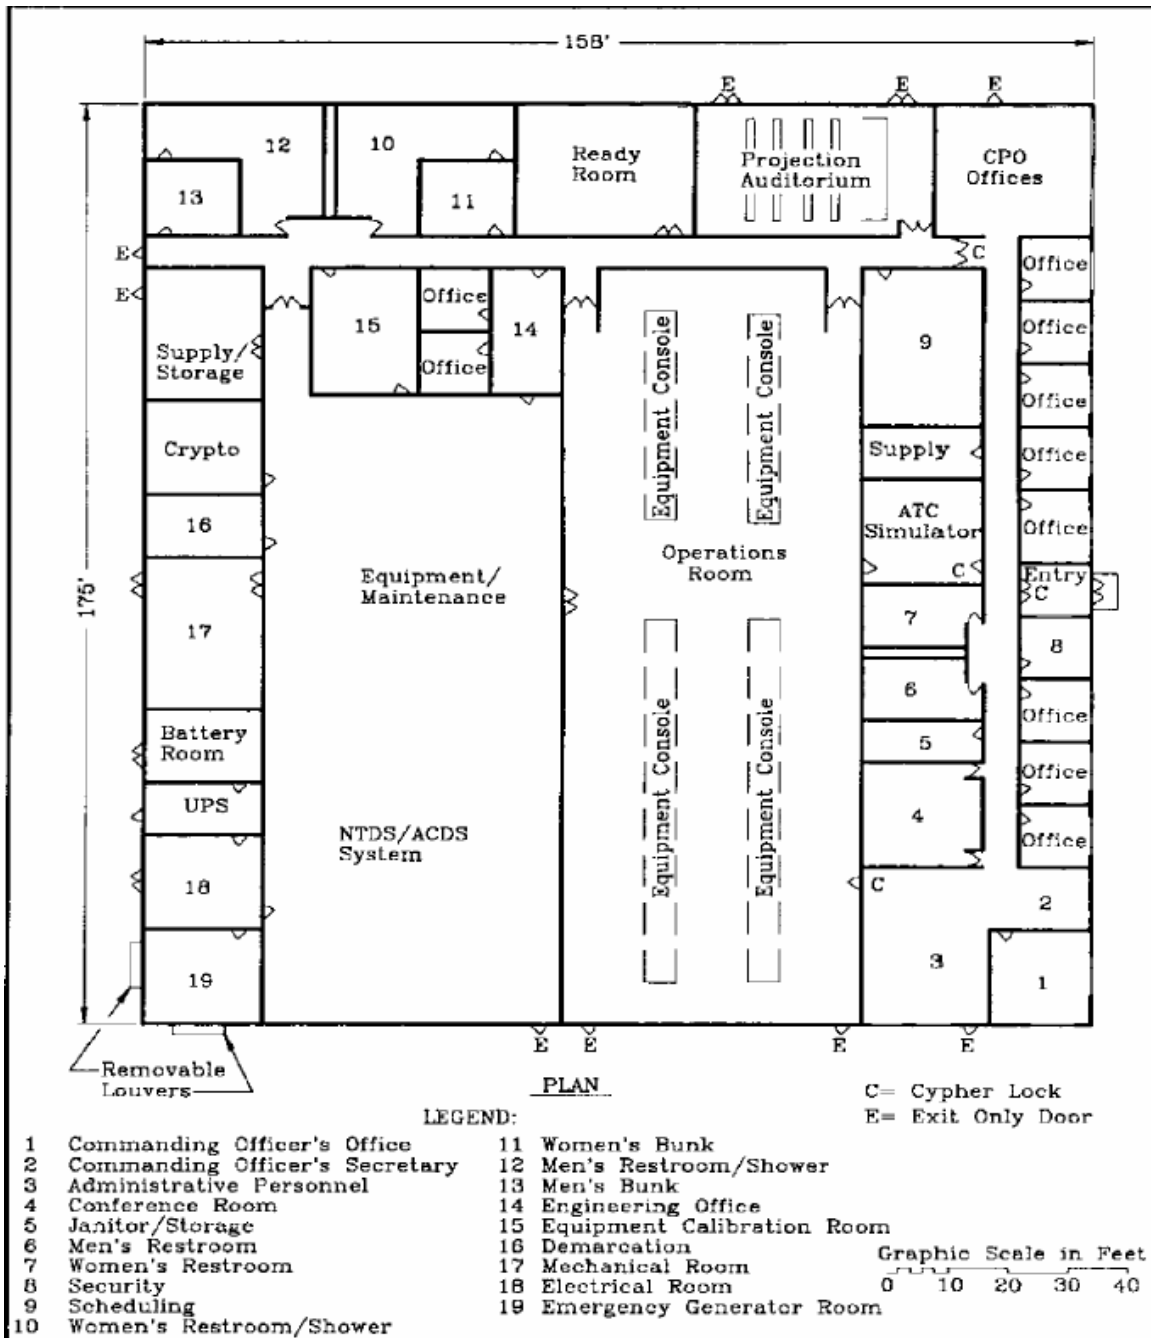 158'
E E E
12 10 Ready Room Projection Auditorium CPO Offices
13 11
E C Office
E Office 15 14 9 Office
Supply/ Storage Office Equipment Console Equipment Console Office
Crypto Supply Office
16 ATC Simulator Office
Operations Room C Entry
175' Equipment/ Maintenance C
17 7 8
6 Office
Battery Room 5 Office
UPS 4 Office
NTDS/ACDS System Equipment Console Equipment Console
18 C 2
19 3 1
E E E E
Removable Louvers
PLAN
C= Cypher Lock
E= Exit Only Door
LEGEND:
1 Commanding Officer's Office
2 Commanding Officer's Secretary
3 Administrative Personnel
4 Conference Room
5 Janitor/Storage
6 Men's Restroom
7 Women's Restroom
8 Security
9 Scheduling
10 Women's Restroom/Shower
11 Women's Bunk
12 Men's Restroom/Shower
13 Men's Bunk
14 Engineering Office
15 Equipment Calibration Room
16 Demarcation
17 Mechanical Room
18 Electrical Room
19 Emergency Generator Room
Graphic Scale in Feet
0 10 20 30 40